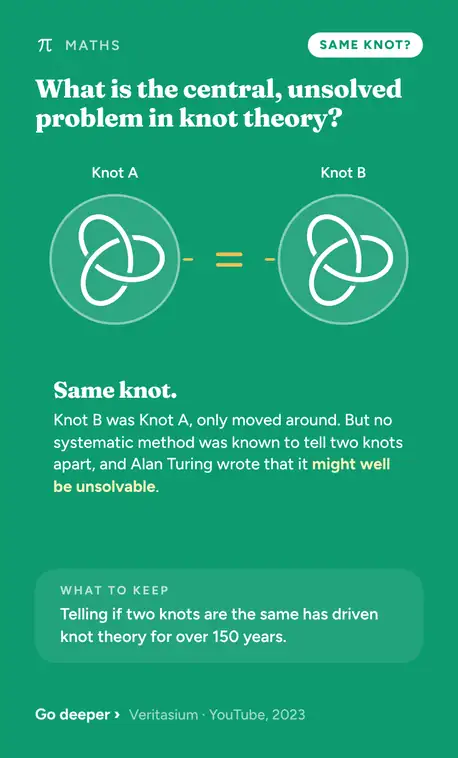 π MATHS
SAME KNOT?
What is the central, unsolved
problem in knot theory?
Knot A
Knot B
=
Same knot.
Knot B was Knot A, only moved around. But no
systematic method was known to tell two knots
apart, and Alan Turing wrote that it might well
be unsolvable.
WHAT TO KEEP
Telling if two knots are the same has driven
knot theory for over 150 years.
Go deeper › Veritasium · YouTube, 2023